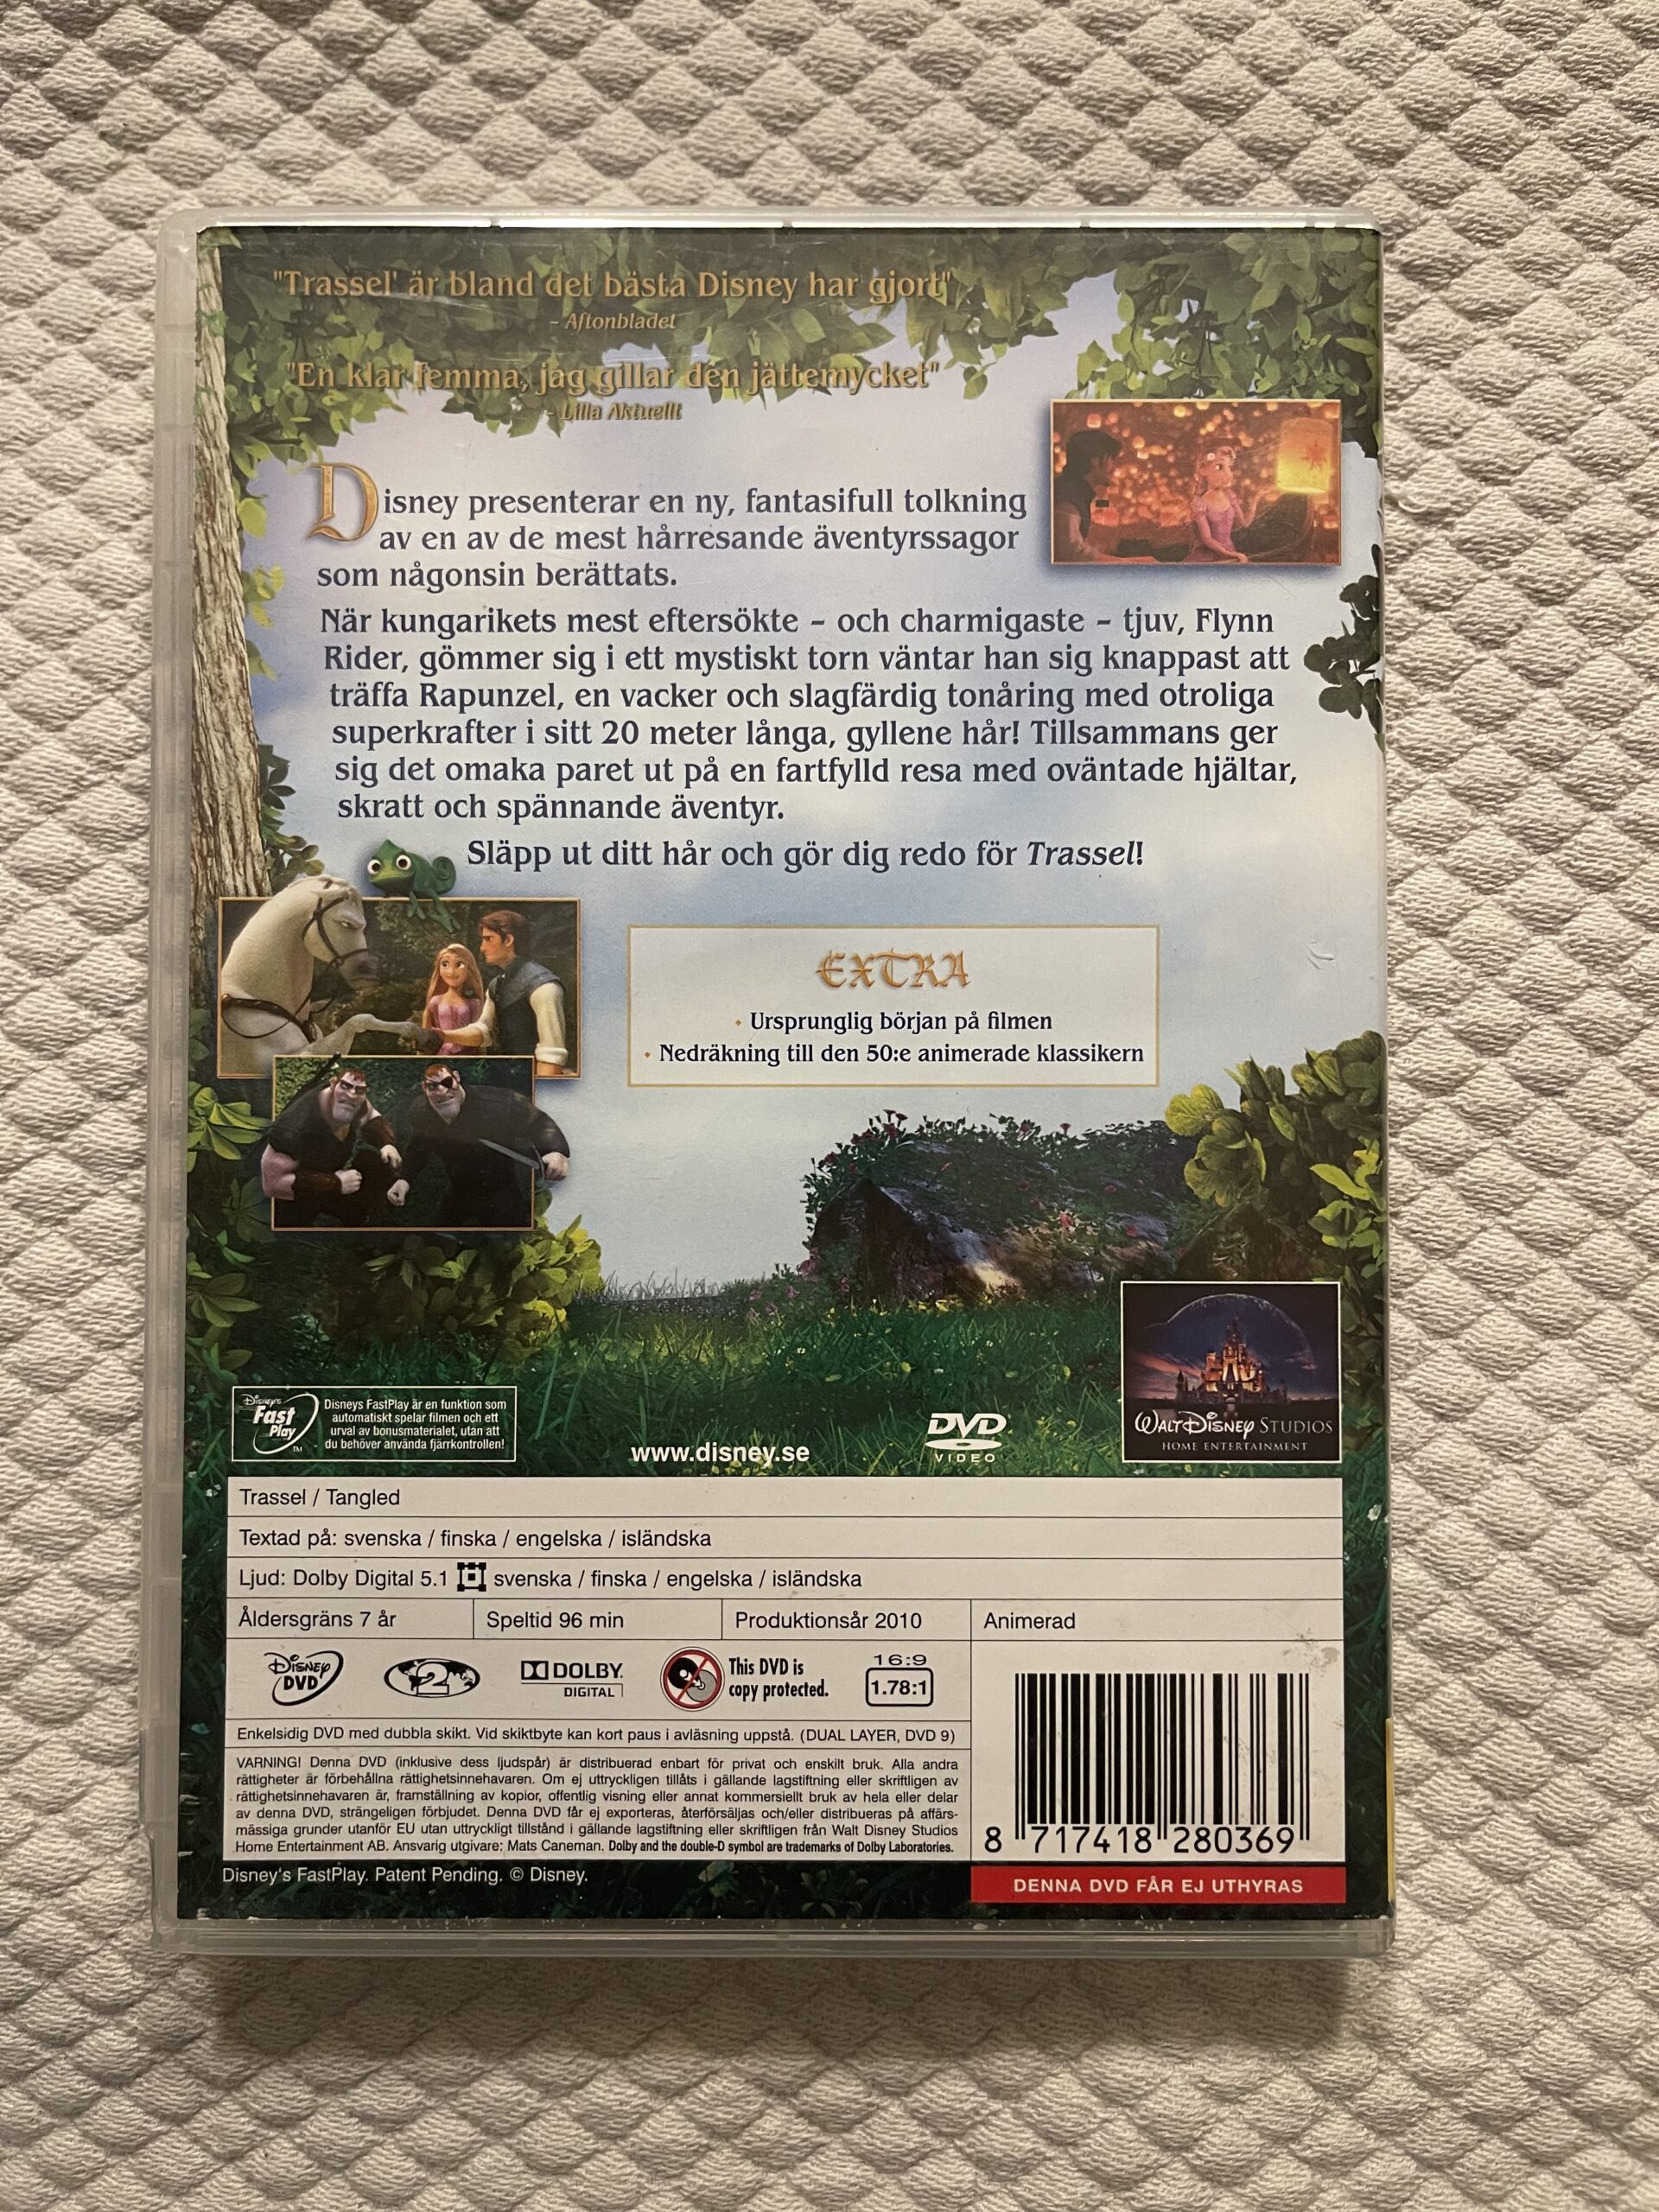 "Trassel' är bland det bästa Disney har gjort"
- Aftonbladet
"En klar femma, jag gillar den jättemycket"
- Lilla Aktuellt
Disney presenterar en ny, fantasifull tolkning
av en av de mest hårresande äventyrssagor
som någonsin berättats.
När kungarikets mest eftersökte – och charmigaste – tjuv, Flynn
Rider, gömmer sig i ett mystiskt torn väntar han sig knappast att
träffa Rapunzel, en vacker och slagfärdig tonåring med otroliga
superkrafter i sitt 20 meter långa, gyllene hår! Tillsammans ger
sig det omaka paret ut på en fartfylld resa med oväntade hjältar,
skratt och spännande äventyr.
Släpp ut ditt hår och gör dig redo för Trassel!
EXTRA
• Ursprunglig början på filmen
• Nedräkning till den 50:e animerade klassikern
Disney's Fast Play TM
Disneys FastPlay är en funktion som
automatiskt spelar filmen och ett
urval av bonusmaterialet, utan att
du behöver använda fjärrkontrollen!
www.disney.se
DVD VIDEO
WALT DISNEY STUDIOS
HOME ENTERTAINMENT
Trassel / Tangled
Textad på: svenska / finska / engelska / isländska
Ljud: Dolby Digital 5.1 svenska / finska / engelska / isländska
Åldersgräns 7 år Speltid 96 min Produktionsår 2010 Animerad
Disney DVD
2
DOLBY DIGITAL
This DVD is
copy protected.
16:9
1.78:1
Enkelsidig DVD med dubbla skikt. Vid skiktbyte kan kort paus i avläsning uppstå. (DUAL LAYER, DVD 9)
VARNING! Denna DVD (inklusive dess ljudspår) är distribuerad enbart för privat och enskilt bruk. Alla andra
rättigheter är förbehållna rättighetsinnehavaren. Om ej uttryckligen tillåts i gällande lagstiftning eller skriftligen av
rättighetsinnehavaren är, framställning av kopior, offentlig visning eller annat kommersiellt bruk av hela eller delar
av denna DVD, strängeligen förbjudet. Denna DVD får ej exporteras, återförsäljas och/eller distribueras på affärs-
mässiga grunder utanför EU utan uttryckligt tillstånd i gällande lagstiftning eller skriftligen från Walt Disney Studios
Home Entertainment AB. Ansvarig utgivare: Mats Caneman. Dolby and the double-D symbol are trademarks of Dolby Laboratories.
8 717418 280369
Disney's FastPlay. Patent Pending. © Disney.
DENNA DVD FÅR EJ UTHYRAS